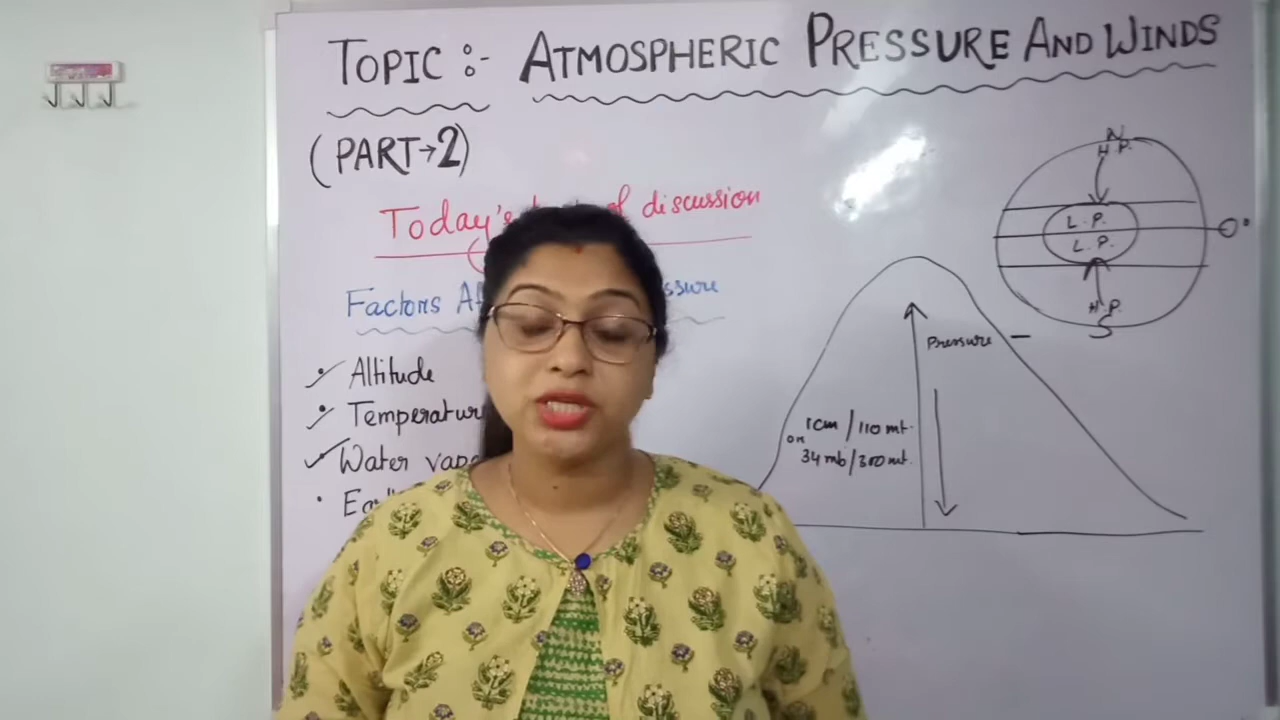 TOPIC :- ATMOSPHERIC PRESSURE AND WINDS
(PART→2)
Today's of discussion
Factors
• Altitude
• Temperatur
Water vap
N
H.P.
L.P.
L.P.
0°
H.P.
S
Pressure —
1cm / 110 mt.
or
34 mb / 300 mt.